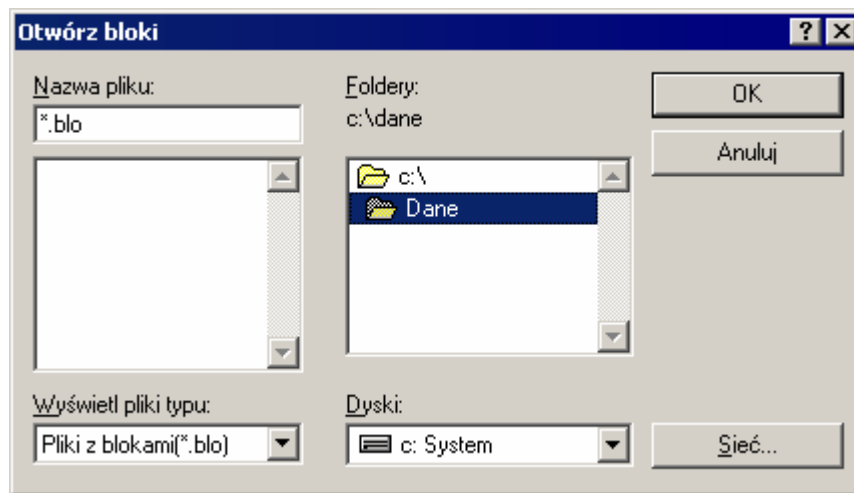 Otwórz bloki
Nazwa pliku:
*.blo
Foldery:
c:\dane
c:\
Dane
OK
Anuluj
Wyświetl pliki typu:
Pliki z blokami(*.blo)
Dyski:
c: System
Sieć...